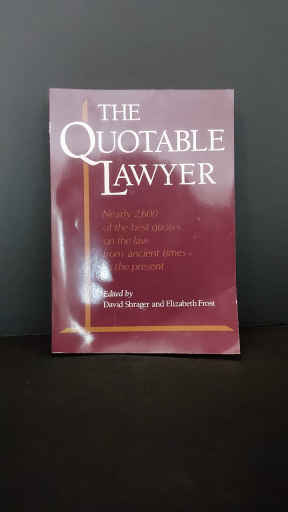 THE
QUOTABLE
LAWYER
Nearly 2,600
of the best quotes
on the law
from ancient times
to the present
Edited by
David Shrager and Elizabeth Frost